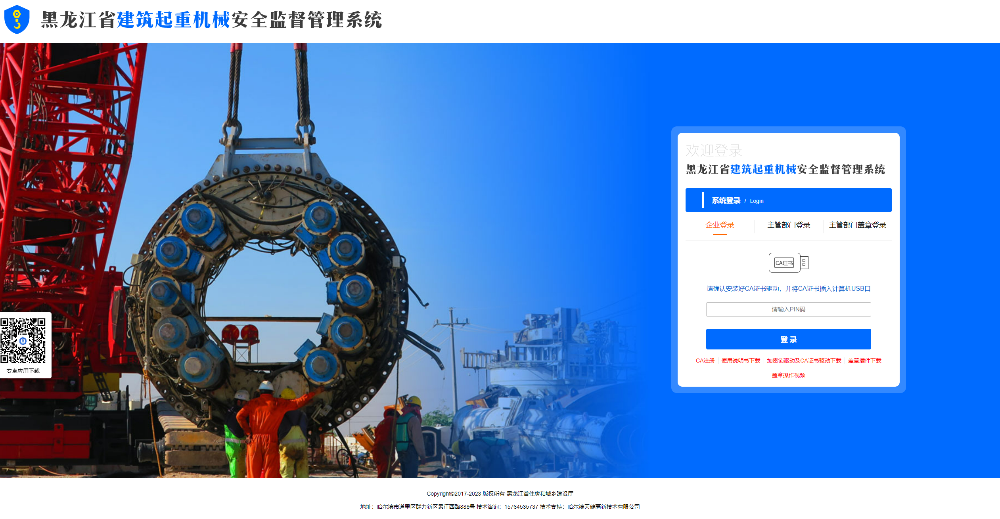 黑龙江省建筑起重机械安全监督管理系统
欢迎登录
黑龙江省建筑起重机械安全监督管理系统
系统登录 / Login
企业登录 主管部门登录 主管部门盖章登录
CA证书
请确认安装好CA证书驱动，并将CA证书插入计算机USB口
请输入PIN码
登 录
CA注册 使用说明书下载 加密锁驱动及CA证书驱动下载 盖章插件下载
盖章操作视频
安卓应用下载
Copyright©2017-2023 版权所有·黑龙江省住房和城乡建设厅
地址：哈尔滨市道里区群力新区景江西路888号 技术咨询：15764535737 技术支持：哈尔滨天健高新技术有限公司